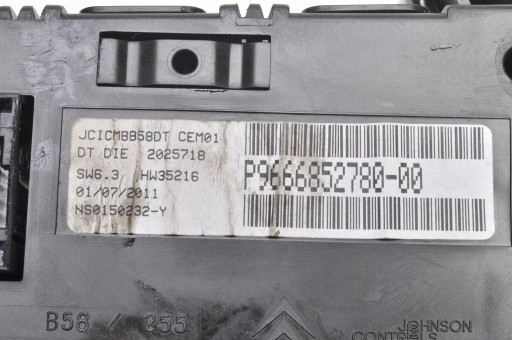 JCICMBB58DT CEM01
DT DIE 2025718
SW6.3 HW35216
01/07/2011
NS0150232-Y
P9666852780-00
B58 / 255
JOHNSON
CONTROLS